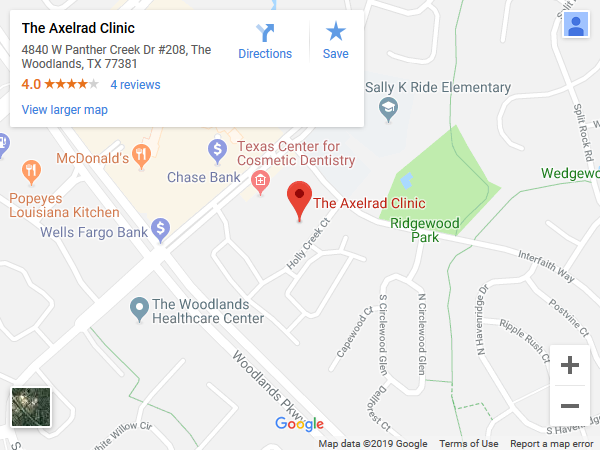 The Axelrad Clinic
4840 W Panther Creek Dr #208, The
Woodlands, TX 77381
4.0
4 reviews
View larger map
Directions
Save
Sally K Ride Elementary
Split Rock Rd
McDonald's
Texas Center for
Cosmetic Dentistry
Chase Bank
Wedgewo
Popeyes
Louisiana Kitchen
The Axelrad Clinic
Wells Fargo Bank
Ridgewood
Park
Holly Creek Ct
Interfaith Way
The Woodlands
Healthcare Center
S Circlewood Glen
N Circlewood Glen
N Havenridge Dr
Postvine Ct
Ripple Rush Ct
Capewood Ct
Woodlands Pkwy
Delforest Ct
White Willow Cir
S Havenridge
Google
Map data ©2019 Google
Terms of Use
Report a map error